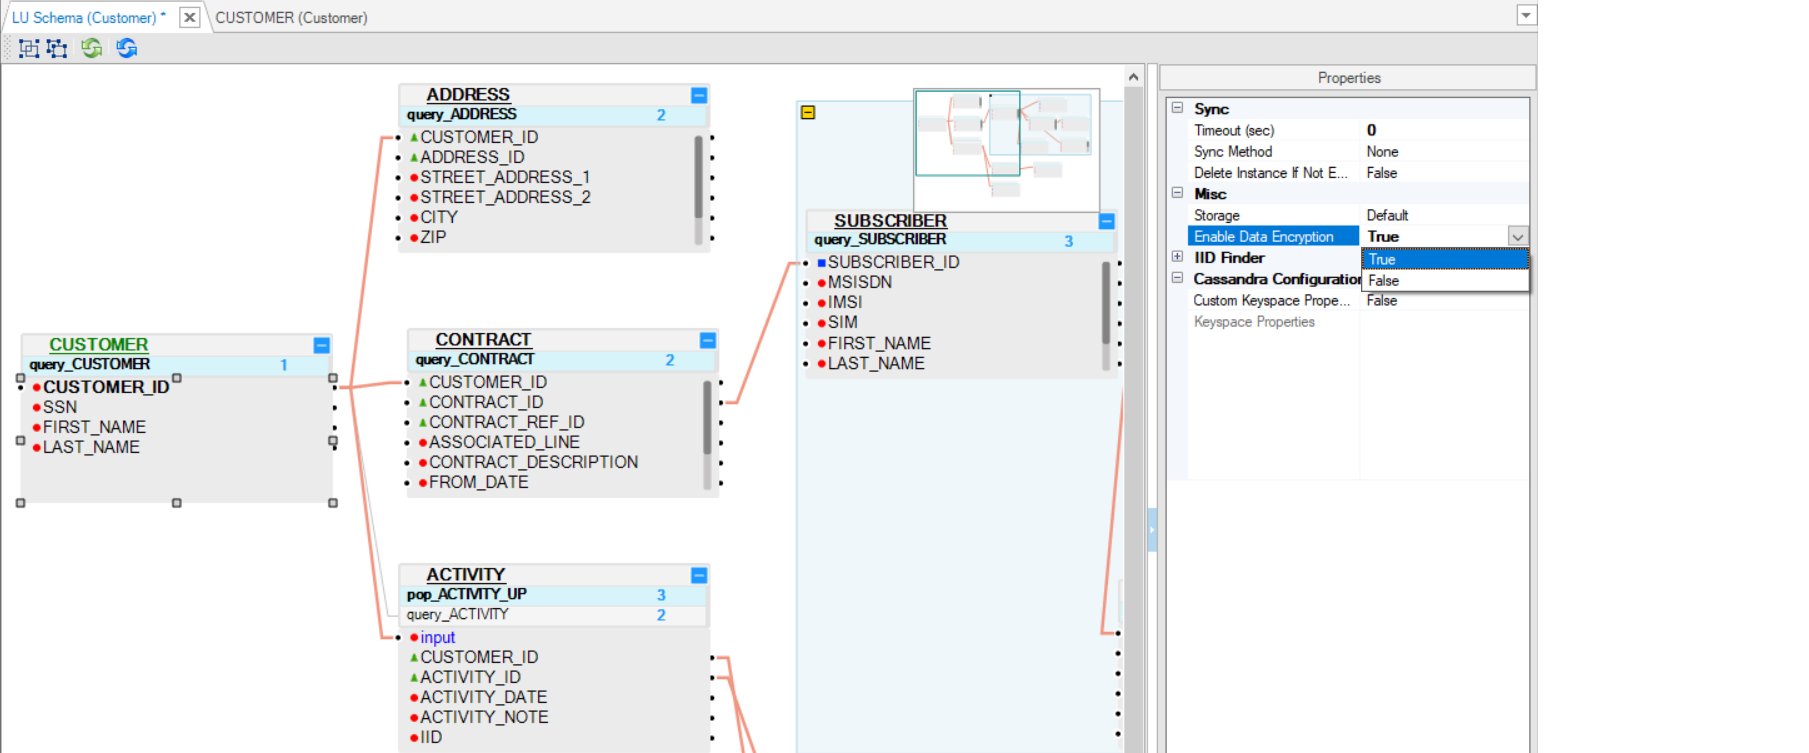 LU Schema (Customer) *
CUSTOMER (Customer)
ADDRESS
query_ADDRESS 2
CUSTOMER_ID
ADDRESS_ID
STREET_ADDRESS_1
STREET_ADDRESS_2
CITY
ZIP
CUSTOMER
query_CUSTOMER 1
CUSTOMER_ID
SSN
FIRST_NAME
LAST_NAME
CONTRACT
query_CONTRACT 2
CUSTOMER_ID
CONTRACT_ID
CONTRACT_REF_ID
ASSOCIATED_LINE
CONTRACT_DESCRIPTION
FROM_DATE
ACTIVITY
pop_ACTIVITY_UP 3
query_ACTIVITY 2
input
CUSTOMER_ID
ACTIVITY_ID
ACTIVITY_DATE
ACTIVITY_NOTE
IID
SUBSCRIBER
query_SUBSCRIBER 3
SUBSCRIBER_ID
MSISDN
IMSI
SIM
FIRST_NAME
LAST_NAME
Properties
Sync
Timeout (sec) 0
Sync Method None
Delete Instance If Not E... False
Misc
Storage Default
Enable Data Encryption True
True
False
IID Finder
Cassandra Configuration
Custom Keyspace Prope... False
Keyspace Properties